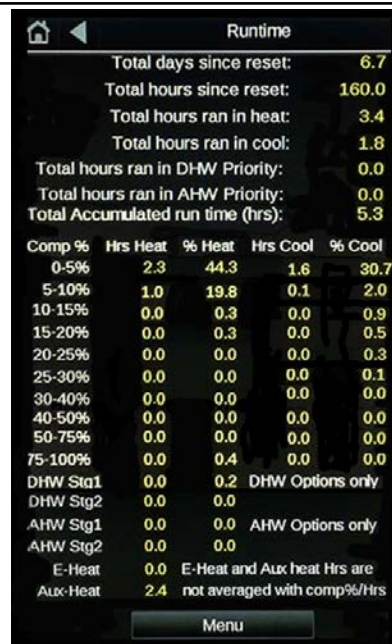 Runtime
Total days since reset: 6.7
Total hours since reset: 160.0
Total hours ran in heat: 3.4
Total hours ran in cool: 1.8
Total hours ran in DHW Priority: 0.0
Total hours ran in AHW Priority: 0.0
Total Accumulated run time (hrs): 5.3
Comp % Hrs Heat % Heat Hrs Cool % Cool
0-5% 2.3 44.3 1.6 30.7
5-10% 1.0 19.8 0.1 2.0
10-15% 0.0 0.3 0.0 0.9
15-20% 0.0 0.3 0.0 0.5
20-25% 0.0 0.0 0.0 0.3
25-30% 0.0 0.0 0.0 0.1
30-40% 0.0 0.0 0.0 0.0
40-50% 0.0 0.0 0.0 0.0
50-75% 0.0 0.0 0.0 0.0
75-100% 0.0 0.4 0.0 0.0
DHW Stg1 0.0 0.2 DHW Options only
DHW Stg2 0.0 0.0
AHW Stg1 0.0 0.0 AHW Options only
AHW Stg2 0.0 0.0
E-Heat 0.0 E-Heat and Aux heat Hrs are
Aux-Heat 2.4 not averaged with comp%/Hrs
Menu